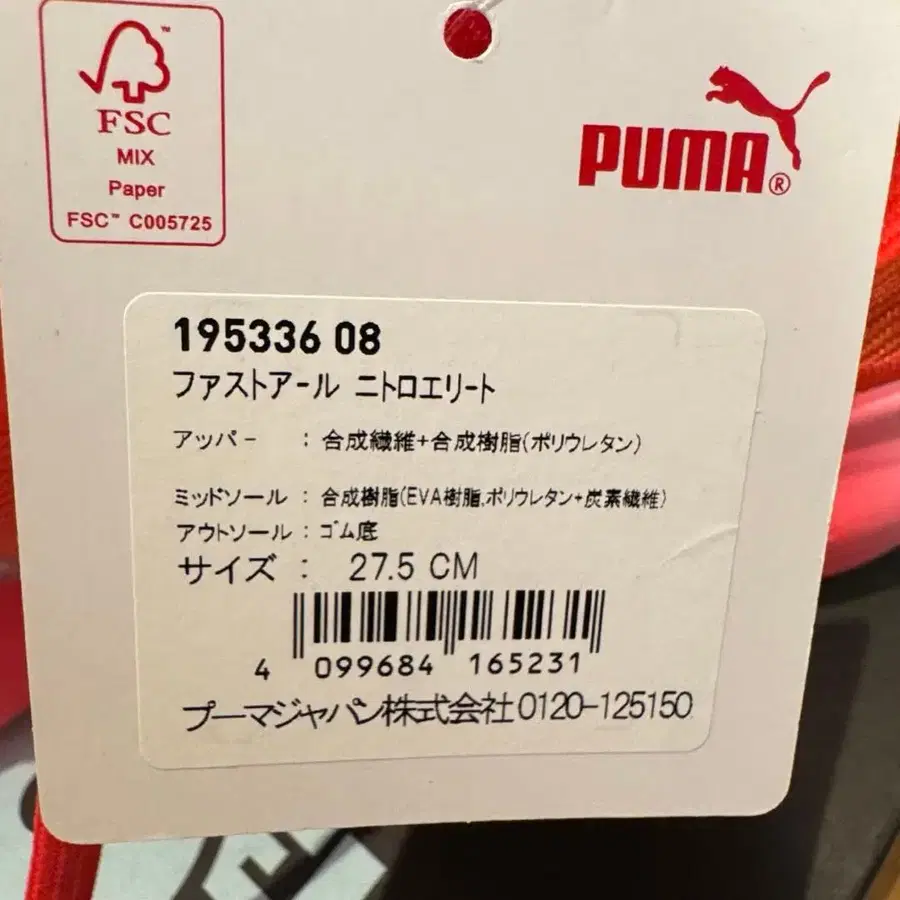 FSC
MIX
Paper
FSC™ C005725
PUMA®
195336 08
ファストアール ニトロエリート
アッパー : 合成繊維+合成樹脂(ポリウレタン)
ミッドソール : 合成樹脂(EVA樹脂,ポリウレタン+炭素繊維)
アウトソール : ゴム底
サイズ : 27.5 CM
4 099684 165231
プーマジャパン株式会社0120-125150